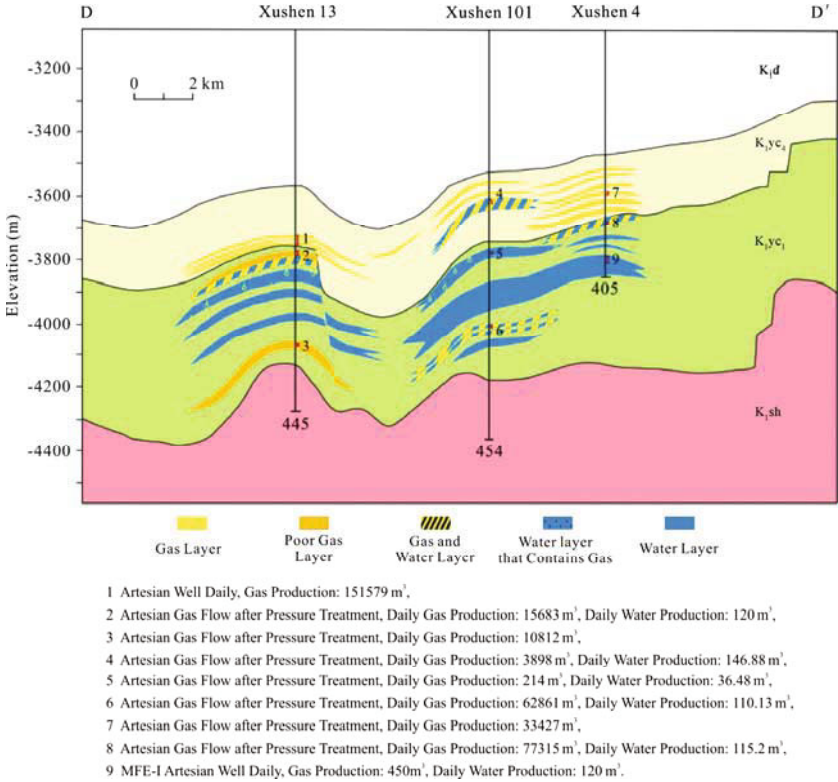 D Xushen 13 Xushen 101 Xushen 4 D'
-3200
-3400
-3600
-3800
-4000
-4200
-4400
Elevation (m)
0 2 km
K₁d
K₁yc₄
K₁yc₁
K₁sh
1
2
3
4
5
6
7
8
9
445
454
405
Gas Layer
Poor Gas
Layer
Gas and
Water Layer
Water layer
that Contains Gas
Water Layer
1 Artesian Well Daily, Gas Production: 151579 m³,
2 Artesian Gas Flow after Pressure Treatment, Daily Gas Production: 15683 m³, Daily Water Production: 120 m³,
3 Artesian Gas Flow after Pressure Treatment, Daily Gas Production: 10812m³,
4 Artesian Gas Flow after Pressure Treatment, Daily Gas Production: 3898 m³, Daily Water Production: 146.88 m³,
5 Artesian Gas Flow after Pressure Treatment, Daily Gas Production: 214 m³, Daily Water Production: 36.48 m³,
6 Artesian Gas Flow after Pressure Treatment, Daily Gas Production: 62861 m³, Daily Water Production: 110.13 m³,
7 Artesian Gas Flow after Pressure Treatment, Daily Gas Production: 33427m³,
8 Artesian Gas Flow after Pressure Treatment, Daily Gas Production: 77315 m³, Daily Water Production: 115.2 m³,
9 MFE-I Artesian Well Daily, Gas Production: 450m³, Daily Water Production: 120 m³.